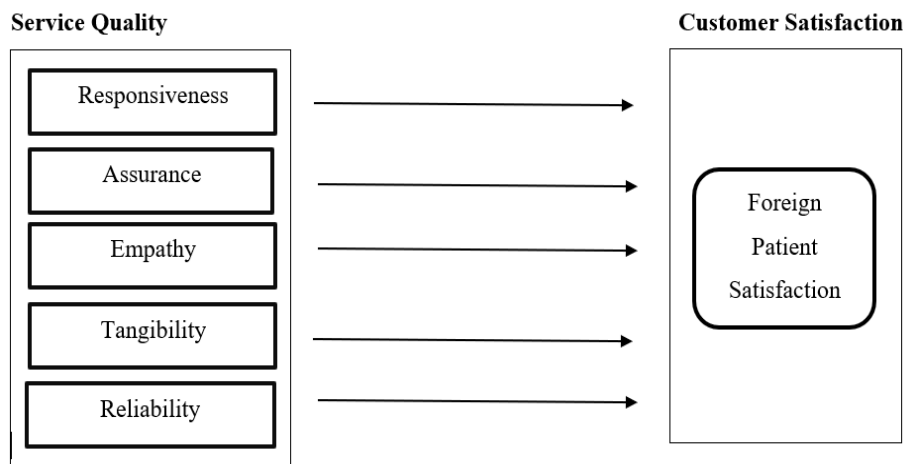 Service Quality
Customer Satisfaction
Responsiveness
Assurance
Empathy
Tangibility
Reliability
Foreign
Patient
Satisfaction